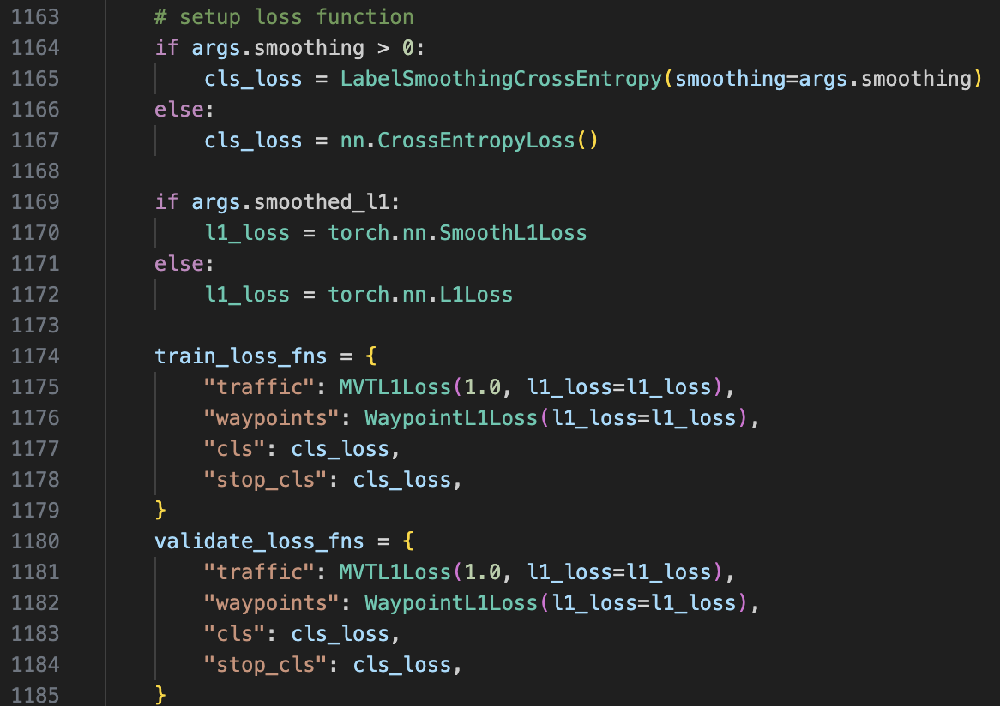 1163 # setup loss function
1164 if args.smoothing > 0:
1165 cls_loss = LabelSmoothingCrossEntropy(smoothing=args.smoothing)
1166 else:
1167 cls_loss = nn.CrossEntropyLoss()
1168
1169 if args.smoothed_l1:
1170 l1_loss = torch.nn.SmoothL1Loss
1171 else:
1172 l1_loss = torch.nn.L1Loss
1173
1174 train_loss_fns = {
1175 "traffic": MVTL1Loss(1.0, l1_loss=l1_loss),
1176 "waypoints": WaypointL1Loss(l1_loss=l1_loss),
1177 "cls": cls_loss,
1178 "stop_cls": cls_loss,
1179 }
1180 validate_loss_fns = {
1181 "traffic": MVTL1Loss(1.0, l1_loss=l1_loss),
1182 "waypoints": WaypointL1Loss(l1_loss=l1_loss),
1183 "cls": cls_loss,
1184 "stop_cls": cls_loss,
1185 }